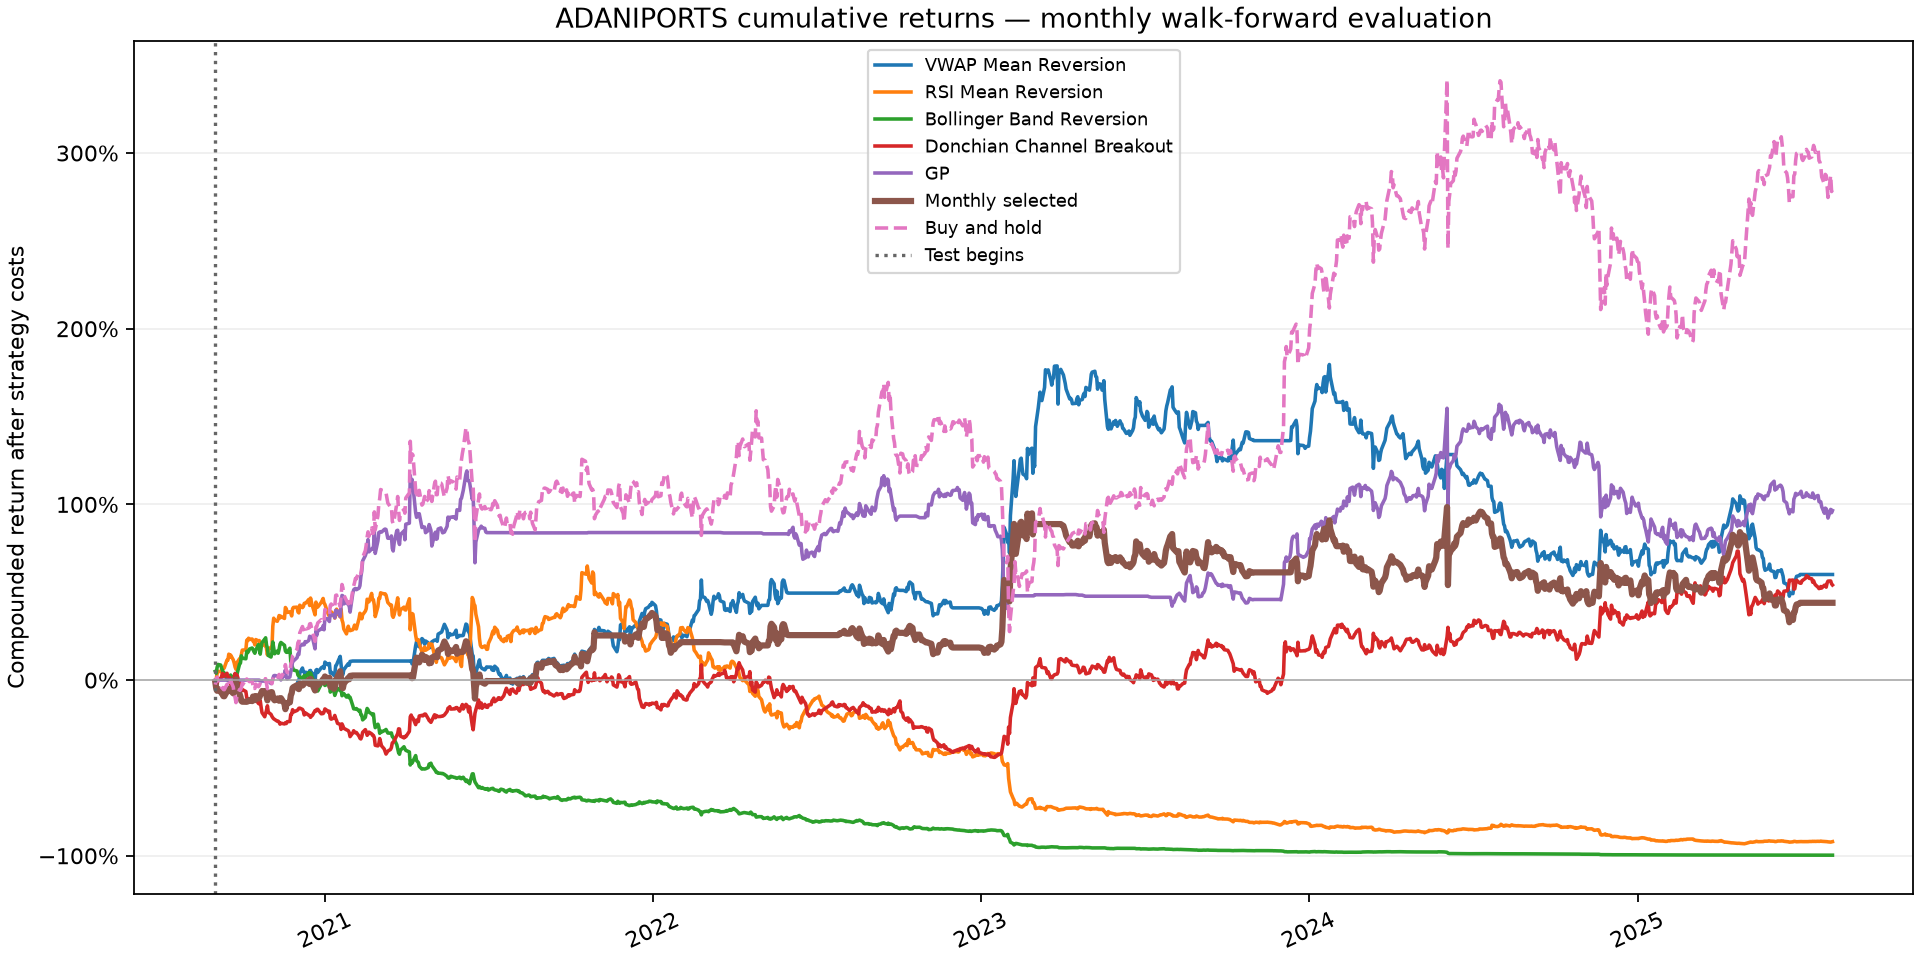 ADANIPORTS cumulative returns — monthly walk-forward evaluation
Compounded return after strategy costs
300%
200%
100%
0%
−100%
VWAP Mean Reversion
RSI Mean Reversion
Bollinger Band Reversion
Donchian Channel Breakout
GP
Monthly selected
Buy and hold
Test begins
2021
2022
2023
2024
2025